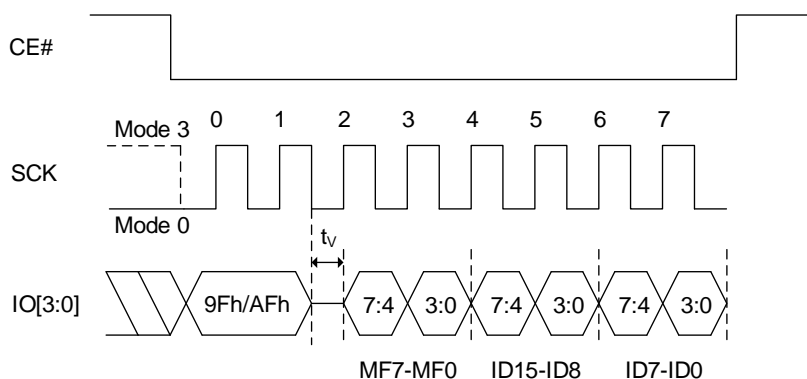 CE#
Mode 3
0 1 2 3 4 5 6 7
SCK
Mode 0
tV
IO[3:0]
9Fh/AFh 7:4 3:0 7:4 3:0 7:4 3:0
MF7-MF0 ID15-ID8 ID7-ID0